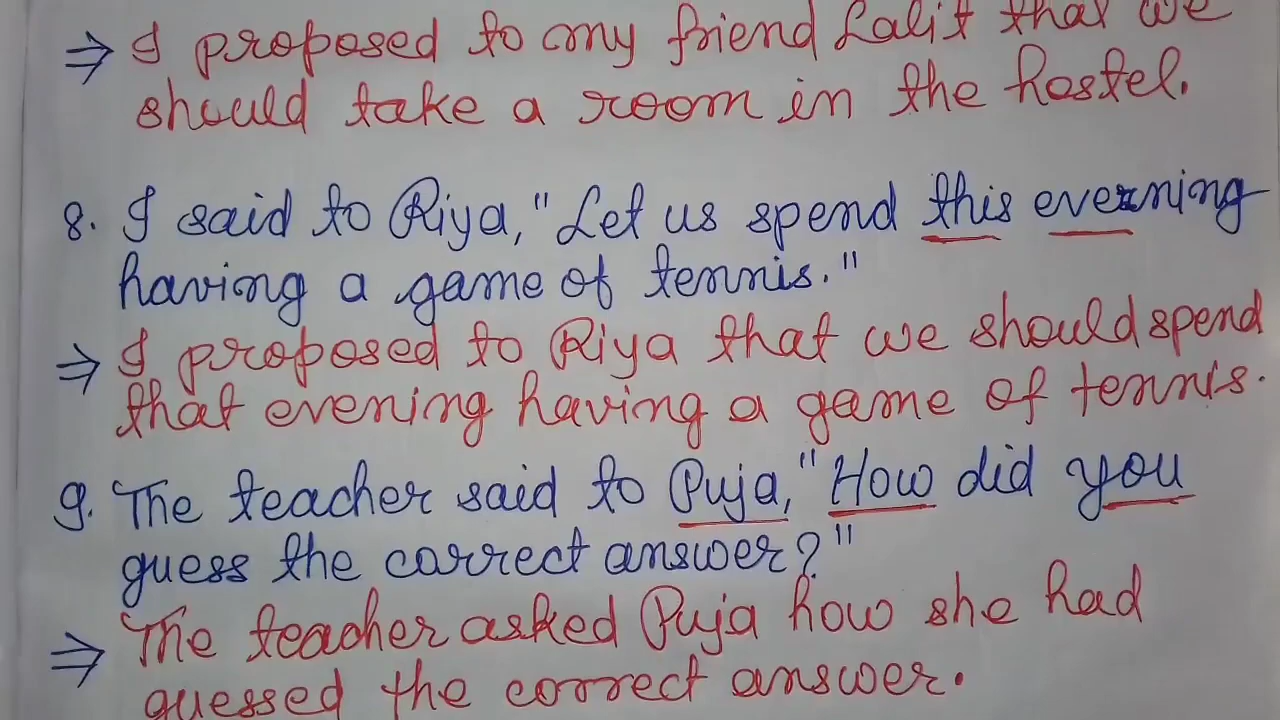 ⇒ I proposed to my friend Lalit that we
should take a room in the hostel.
8. I said to Riya, "Let us spend this evening
having a game of tennis."
⇒ I proposed to Riya that we should spend
that evening having a game of tennis.
9. The teacher said to Puja, "How did you
guess the correct answer?"
⇒ The teacher asked Puja how she had
guessed the correct answer.